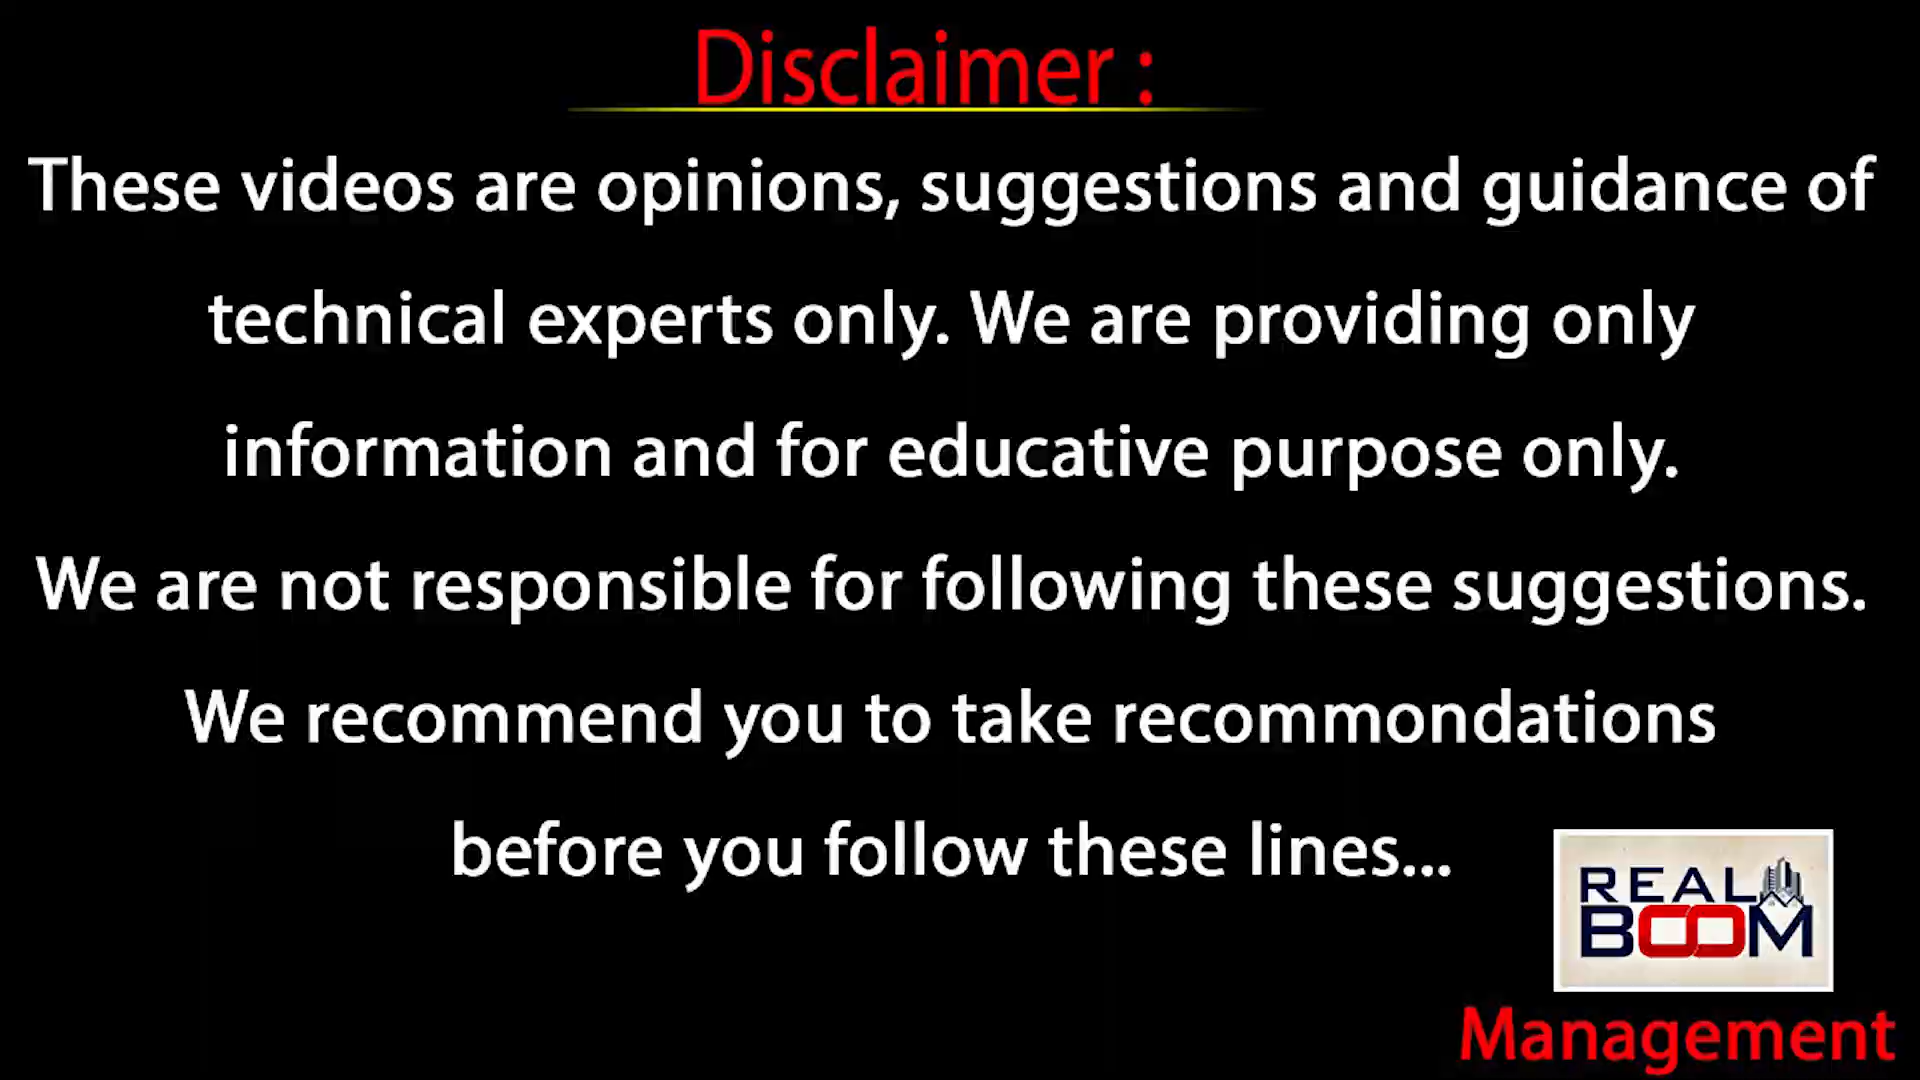 Disclaimer :
These videos are opinions, suggestions and guidance of
technical experts only. We are providing only
information and for educative purpose only.
We are not responsible for following these suggestions.
We recommend you to take recommondations
before you follow these lines...
REAL
BOOM
Management